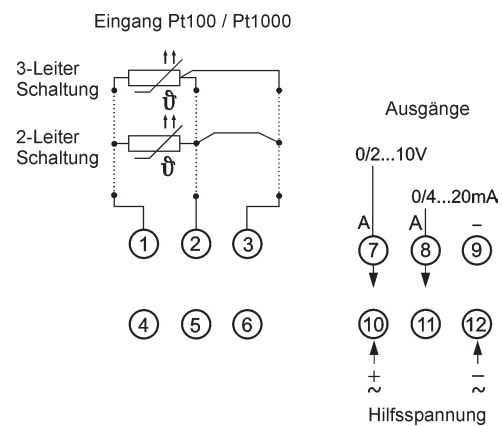 Eingang Pt100 / Pt1000
3-Leiter
Schaltung
ϑ
2-Leiter
Schaltung
ϑ
Ausgänge
0/2...10V
0/4...20mA
A A –
1 2 3 7 8 9
4 5 6 10 11 12
+ –
~ ~
Hilfsspannung